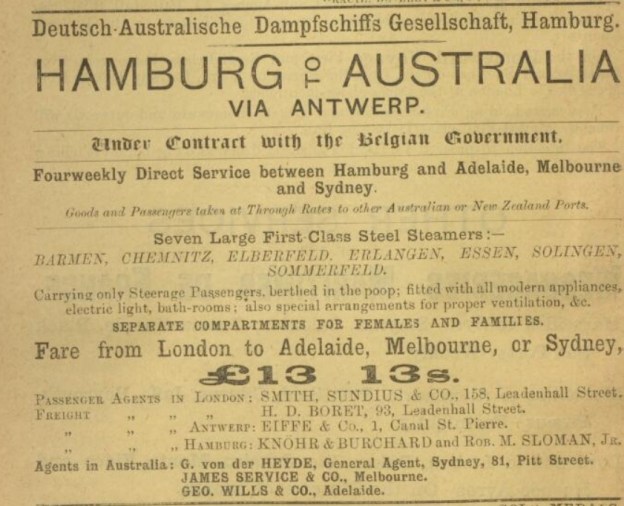 Deutsch-Australische Dampfschiffs Gesellschaft, Hamburg.
HAMBURG TO AUSTRALIA
VIA ANTWERP.
Under Contract with the Belgian Government.
Fourweekly Direct Service between Hamburg and Adelaide, Melbourne
and Sydney.
Goods and Passengers taken at Through Rates to other Australian or New Zealand Ports.
Seven Large First-Class Steel Steamers:—
BARMEN, CHEMNITZ, ELBERFELD, ERLANGEN, ESSEN, SOLINGEN,
SOMMERFELD.
Carrying only Steerage Passengers, berthed in the poop; fitted with all modern appliances,
electric light, bath-rooms; also special arrangements for proper ventilation, &c.
SEPARATE COMPARTMENTS FOR FEMALES AND FAMILIES.
Fare from London to Adelaide, Melbourne, or Sydney,
£13 13s.
PASSENGER AGENTS IN LONDON: SMITH, SUNDIUS & CO., 158, Leadenhall Street.
FREIGHT „ „ „ H. D. BORET, 93, Leadenhall Street.
„ „ „ ANTWERP: EIFFE & Co., 1, Canal St. Pierre.
„ „ „ HAMBURG: KNOHR & BURCHARD and ROB. M. SLOMAN, JR.
Agents in Australia: G. von der HEYDE, General Agent, Sydney, 81, Pitt Street.
JAMES SERVICE & CO., Melbourne.
GEO. WILLS & CO., Adelaide.